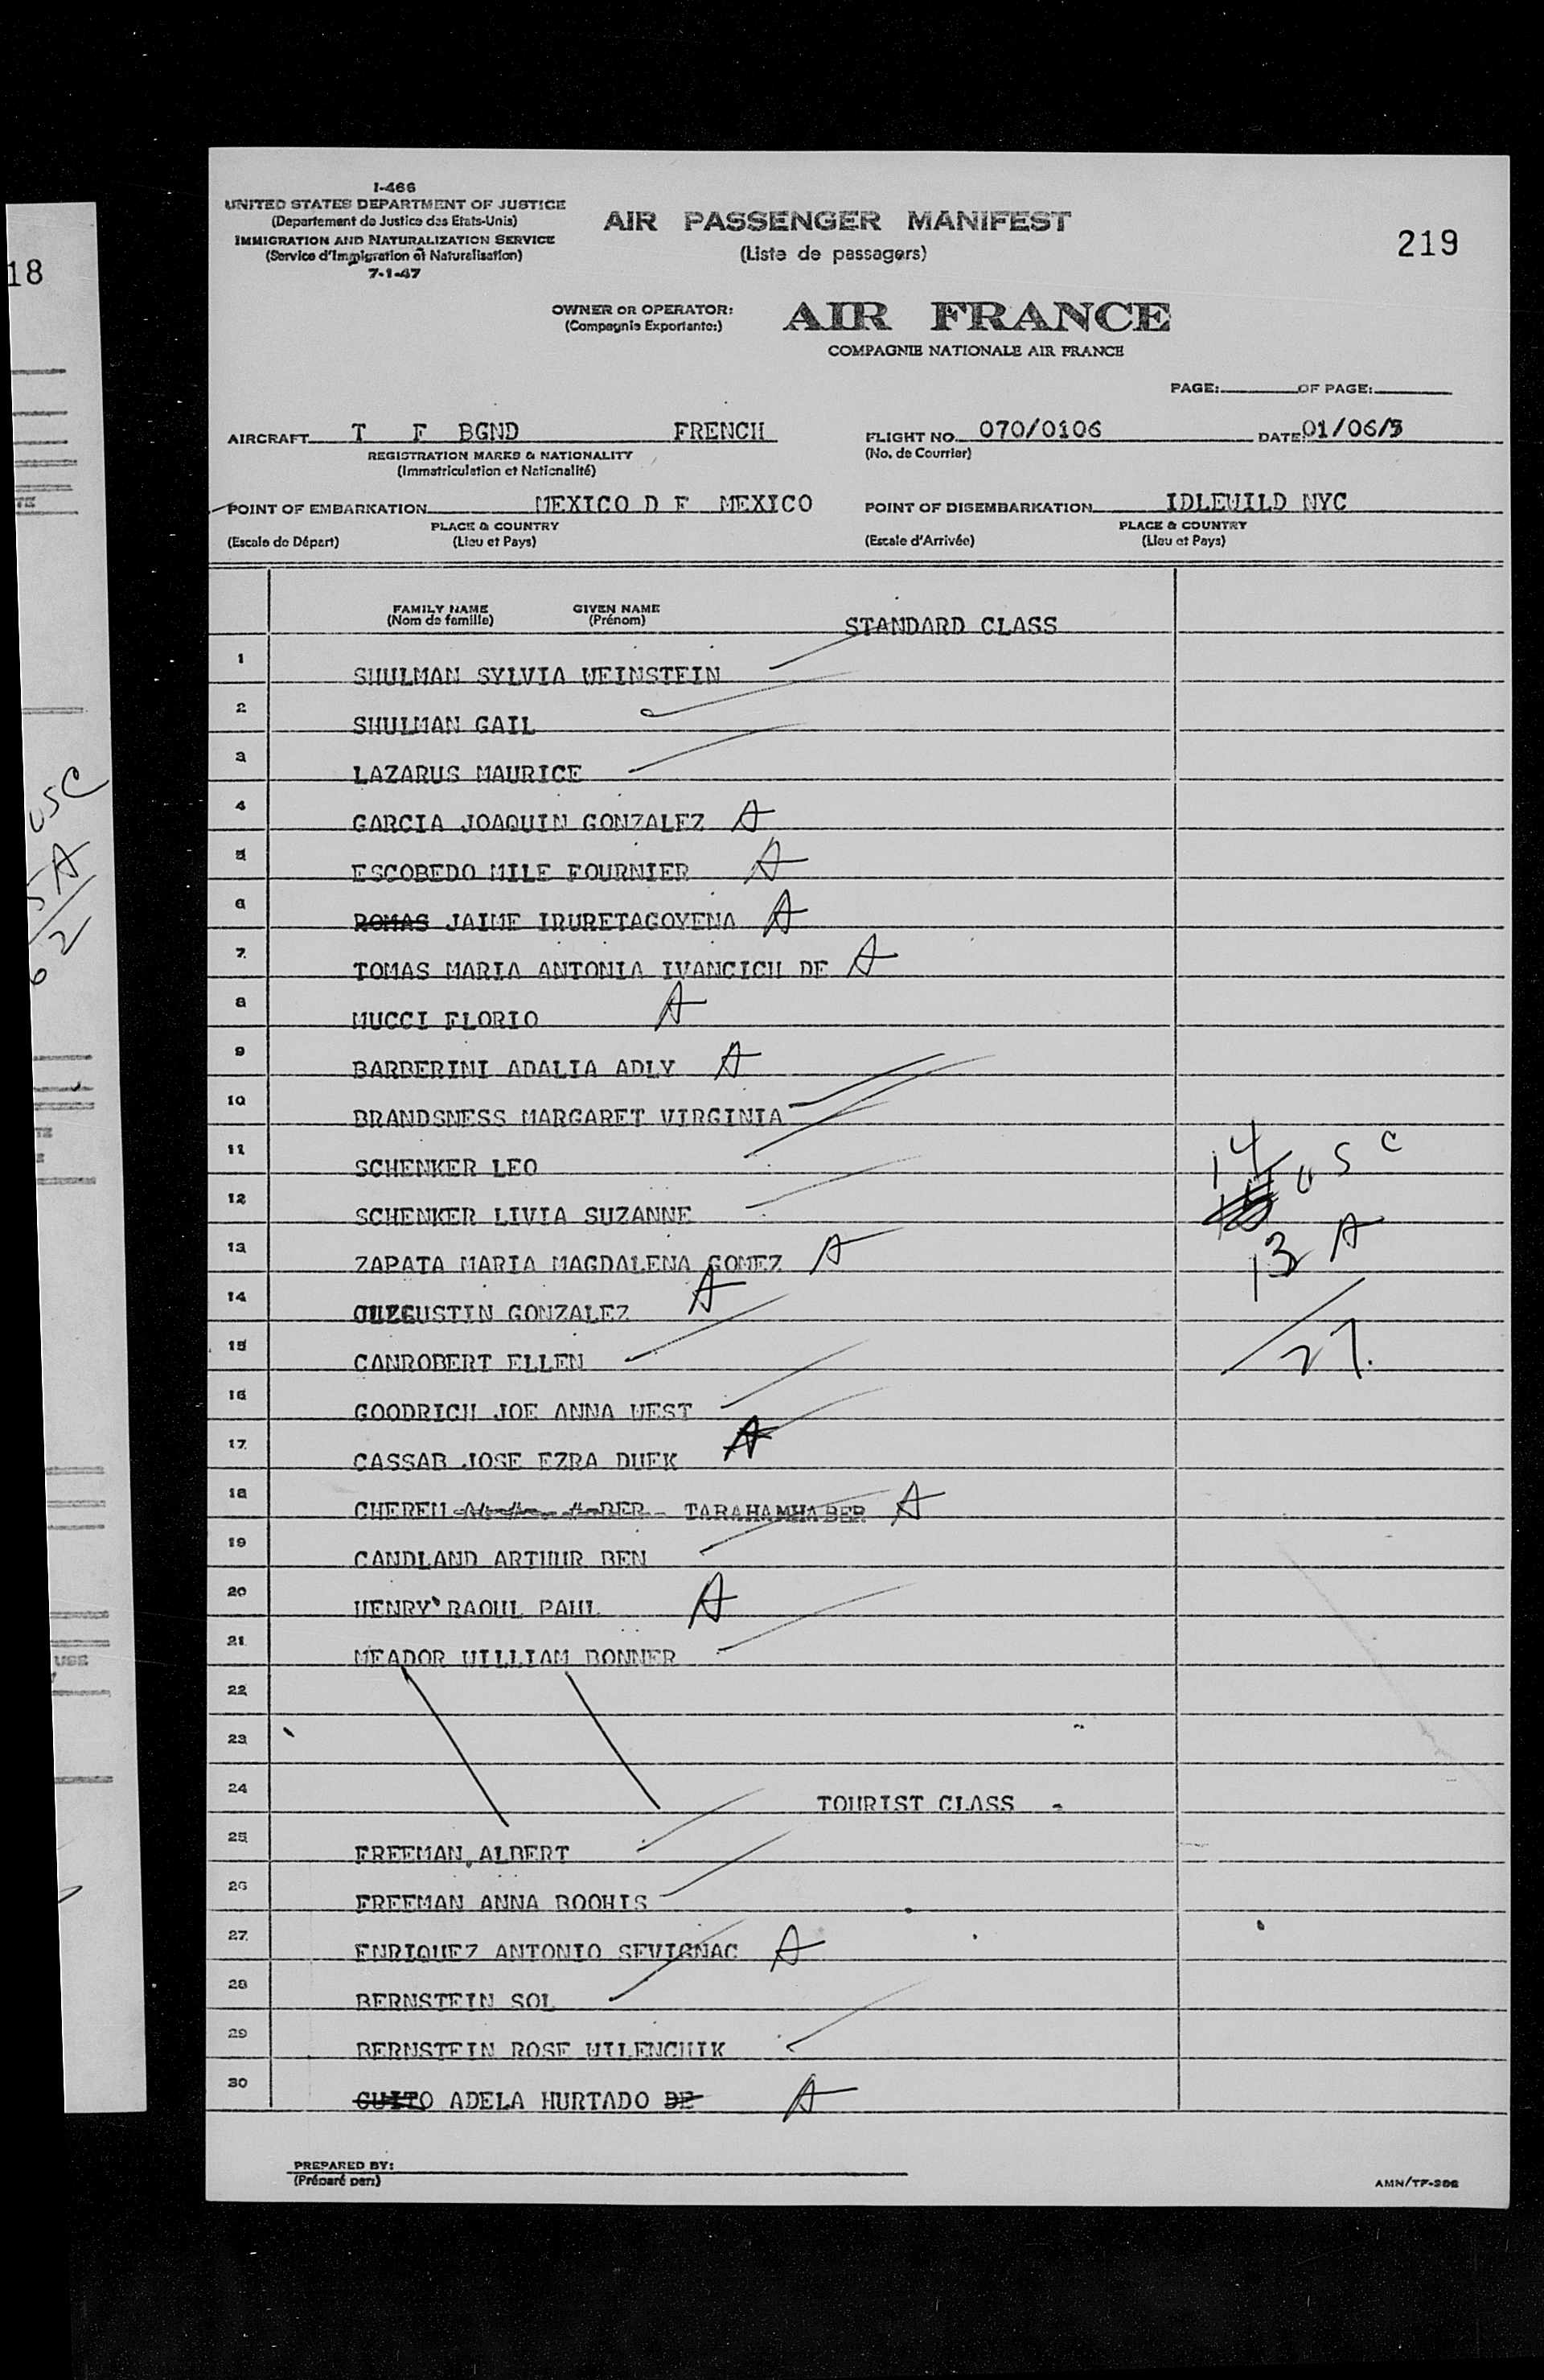 18
USC
5A
62
I-466
UNITED STATES DEPARTMENT OF JUSTICE
(Departement de Justice des Etats-Unis)
IMMIGRATION AND NATURALIZATION SERVICE
(Service d'Immigration et Naturalisation)
7-1-47
AIR PASSENGER MANIFEST
(Liste de passagers)
219
OWNER OR OPERATOR: AIR FRANCE
(Compagnie Exportante:)
COMPAGNIE NATIONALE AIR FRANCE
PAGE: OF PAGE:
AIRCRAFT T F BGND FRENCH FLIGHT NO. 070/0106 DATE: 01/06/5
REGISTRATION MARKS & NATIONALITY (No. de Courrier)
(Immatriculation et Nationalité)
POINT OF EMBARKATION MEXICO D F MEXICO POINT OF DISEMBARKATION IDLEWILD NYC
PLACE & COUNTRY PLACE & COUNTRY
(Escale de Départ) (Lieu et Pays) (Escale d'Arrivée) (Lieu et Pays)
FAMILY NAME GIVEN NAME
(Nom de famille) (Prénom) STANDARD CLASS
1 SHULMAN SYLVIA WEINSTEIN
2 SHULMAN GAIL
3 LAZARUS MAURICE
4 GARCIA JOAQUIN GONZALEZ A
5 ESCOBEDO MILE FOURNIER A
6 ROMAS JAIME IRURETAGOYENA A
7 TOMAS MARIA ANTONIA IVANCICH DE A
8 MUCCI FLORIO A
9 BARBERINI ADALIA ADLY A
10 BRANDSNESS MARGARET VIRGINIA
11 SCHENKER LEO 14 USC
12 SCHENKER LIVIA SUZANNE
13 ZAPATA MARIA MAGDALENA GOMEZ A 13 A
14 GUSTIN GONZALEZ A
15 CANROBERT ELLEN 27.
16 GOODRICH JOE ANNA WEST
17 CASSAB JOSE EZRA DUEK A
18 CHEREM BER TARAHAMHABER A
19 CANDLAND ARTHUR BEN
20 HENRY RAOUL PAUL A
21 MEADOR WILLIAM BONNER
22
23
24 TOURIST CLASS -
25 FREEMAN ALBERT
26 FREEMAN ANNA BOOHIS
27 ENRIQUEZ ANTONIO SEVIGNAC A
28 BERNSTEIN SOL
29 BERNSTEIN ROSE WILENCHIK
30 GUITO ADELA HURTADO DE A
PREPARED BY:
(Préparé par:)
AMN/TF-306